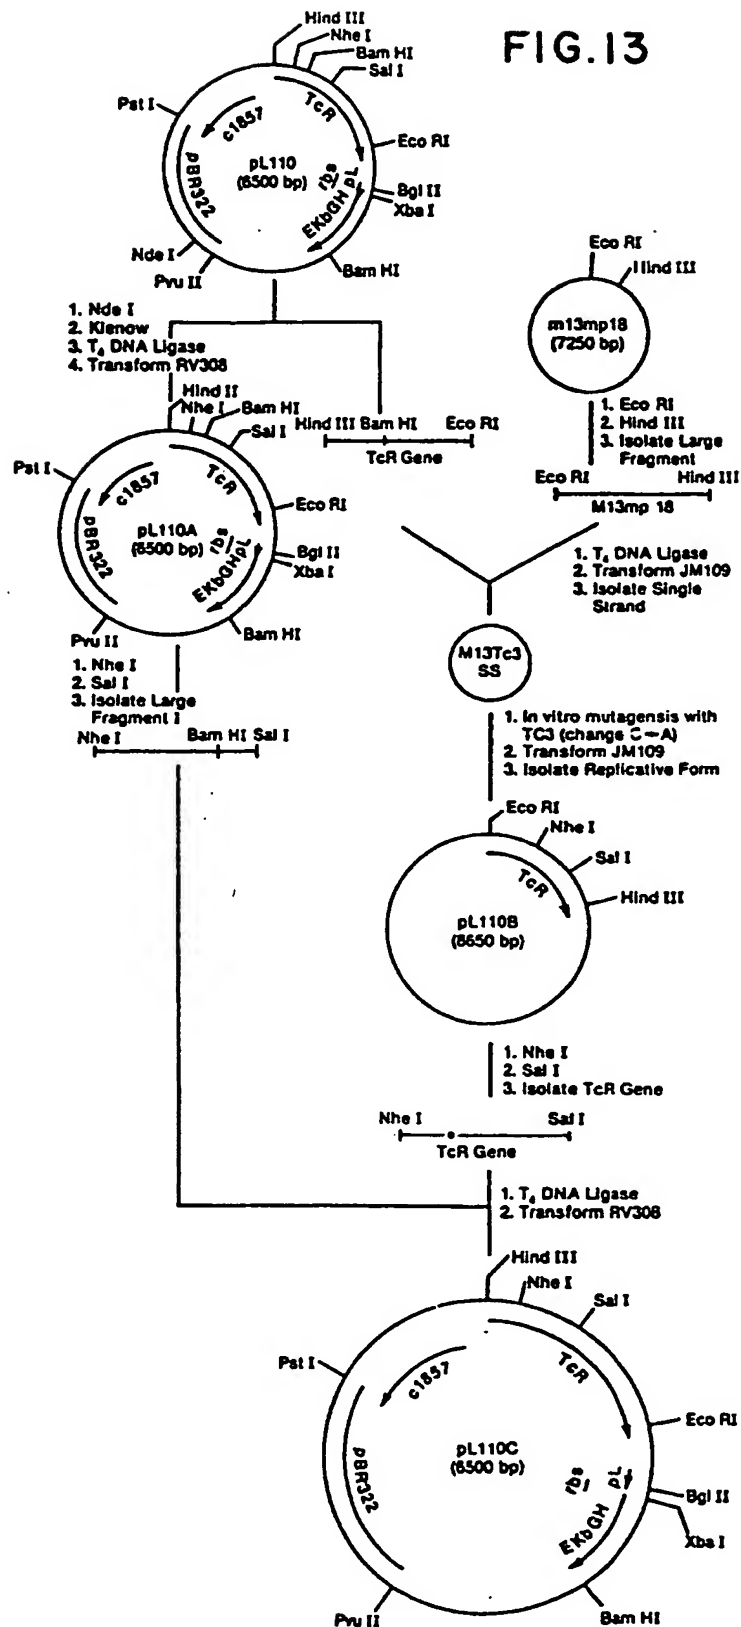 FIG.13
Hind III
Nhe I
Bam HI
Sal I
Pst I
TcR
c1857
Eco RI
pL110
(6500 bp)
pBR322
rbs
pL
EKbGH
Bgl II
Xba I
Nde I
Pvu II
Bam HI
Eco RI
Hind III
m13mp18
(7250 bp)
1. Nde I
2. Klenow
3. T4 DNA Ligase
4. Transform RV308
1. Eco RI
2. Hind III
3. Isolate Large
Fragment
Hind II
Nhe I
Bam HI
Sal I
Hind III Bam HI Eco RI
TcR Gene
Eco RI Hind III
M13mp 18
Pst I
c1857
TcR
Eco RI
pL110A
(6500 bp)
pBR322
rbs
EKbGHpL
Bgl II
Xba I
Pvu II
Bam HI
1. T4 DNA Ligase
2. Transform JM109
3. Isolate Single
Strand
M13Tc3
SS
1. Nhe I
2. Sal I
3. Isolate Large
Fragment I
Nhe I Bam HI Sal I
1. In vitro mutagensis with
TC3 (change C→A)
2. Transform JM109
3. Isolate Replicative Form
Eco RI
Nhe I
Sal I
TcR
Hind III
pL110B
(8650 bp)
1. Nhe I
2. Sal I
3. Isolate TcR Gene
Nhe I Sal I
TcR Gene
1. T4 DNA Ligase
2. Transform RV308
Hind III
Nhe I
Sal I
Pst I
c1857
TcR
Eco RI
pL110C
(6500 bp)
pBR322
rbs
pL
EKbGH
Bgl II
Xba I
Pvu II
Bam HI